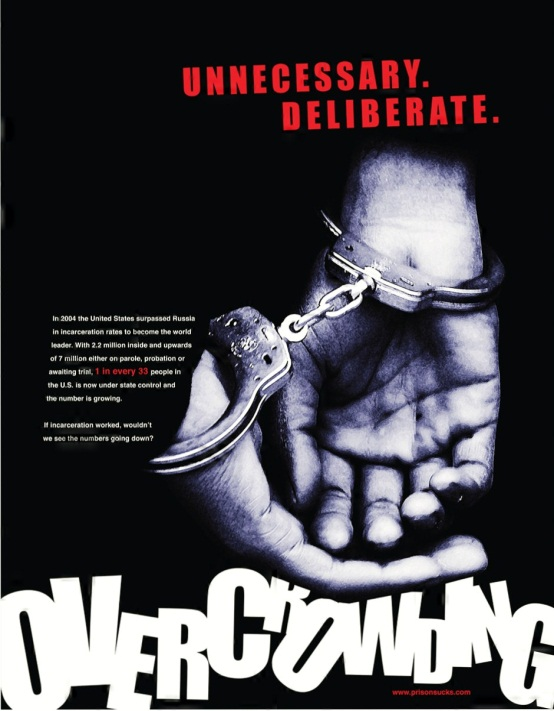 UNNECESSARY.
DELIBERATE.
In 2004 the United States surpassed Russia
in incarceration rates to become the world
leader. With 2.2 million inside and upwards
of 7 million either on parole, probation or
awaiting trial, 1 in every 33 people in
the U.S. is now under state control and
the number is growing.
If incarceration worked, wouldn't
we see the numbers going down?
OVERCROWDING
www.prisonsucks.com